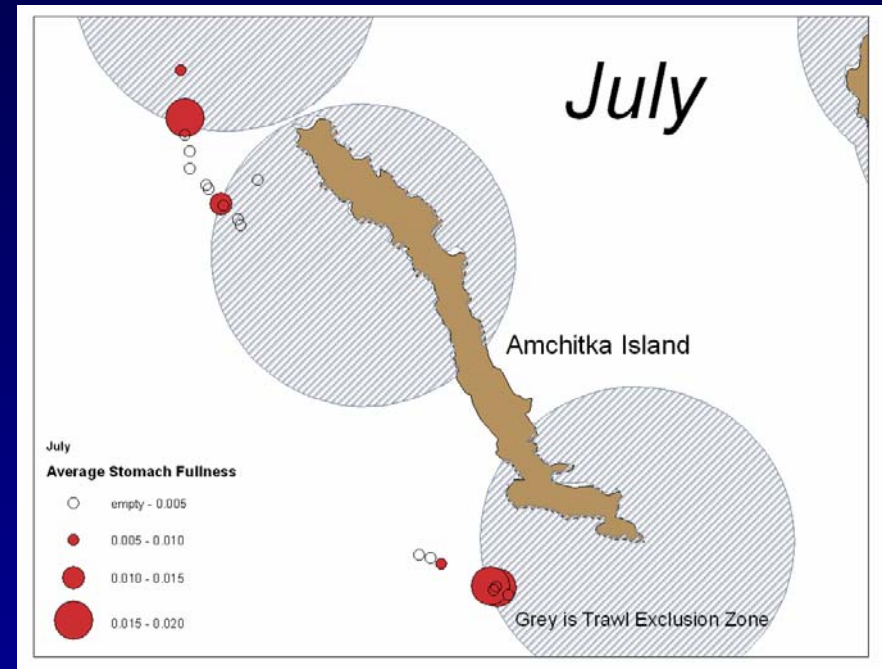 July
Amchitka Island
July
Average Stomach Fullness
empty - 0.005
0.005 - 0.010
0.010 - 0.015
0.015 - 0.020
Grey is Trawl Exclusion Zone